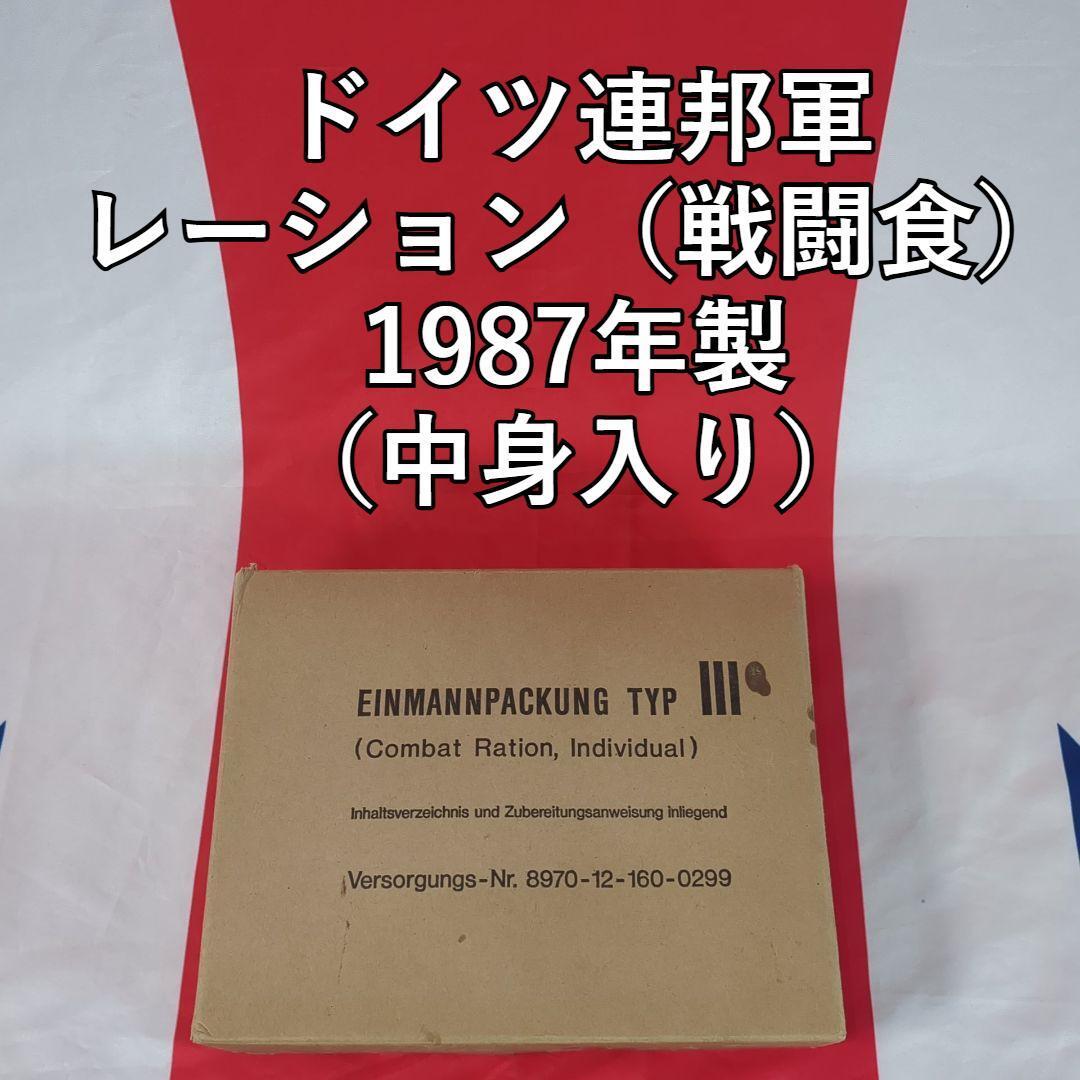 ドイツ連邦軍
レーション（戦闘食）
1987年製
（中身入り）
EINMANNPACKUNG TYP III
(Combat Ration, Individual)
Inhaltsverzeichnis und Zubereitungsanweisung inliegend
Versorgungs-Nr. 8970-12-160-0299